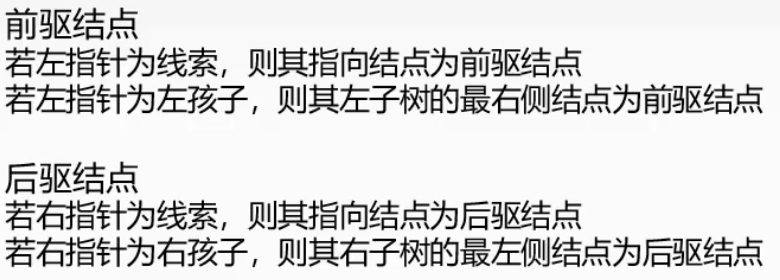 前驱结点
若左指针为线索，则其指向结点为前驱结点
若左指针为左孩子，则其左子树的最右侧结点为前驱结点
后驱结点
若右指针为线索，则其指向结点为后驱结点
若右指针为右孩子，则其右子树的最左侧结点为后驱结点